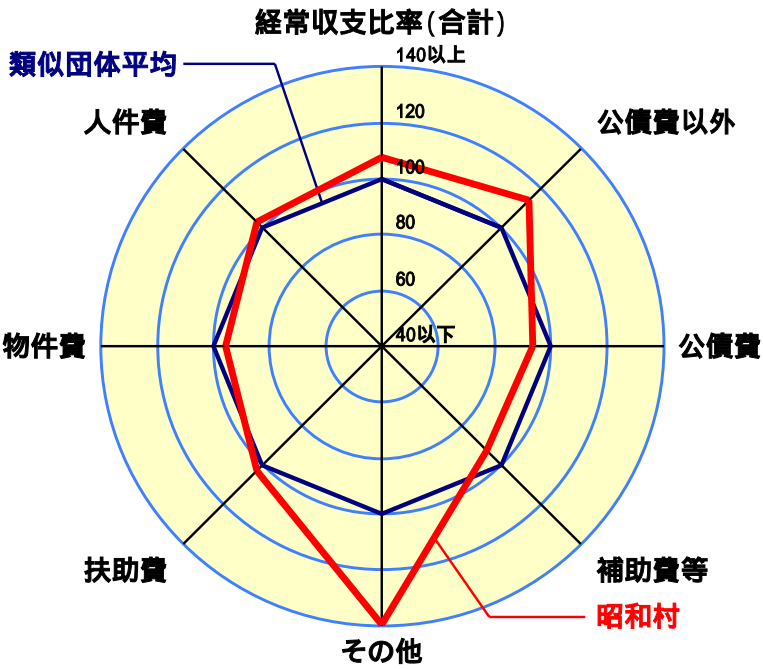 経常収支比率(合計)
類似団体平均
140以上
人件費
120
公債費以外
100
80
60
40以下
物件費
公債費
扶助費
補助費等
昭和村
その他